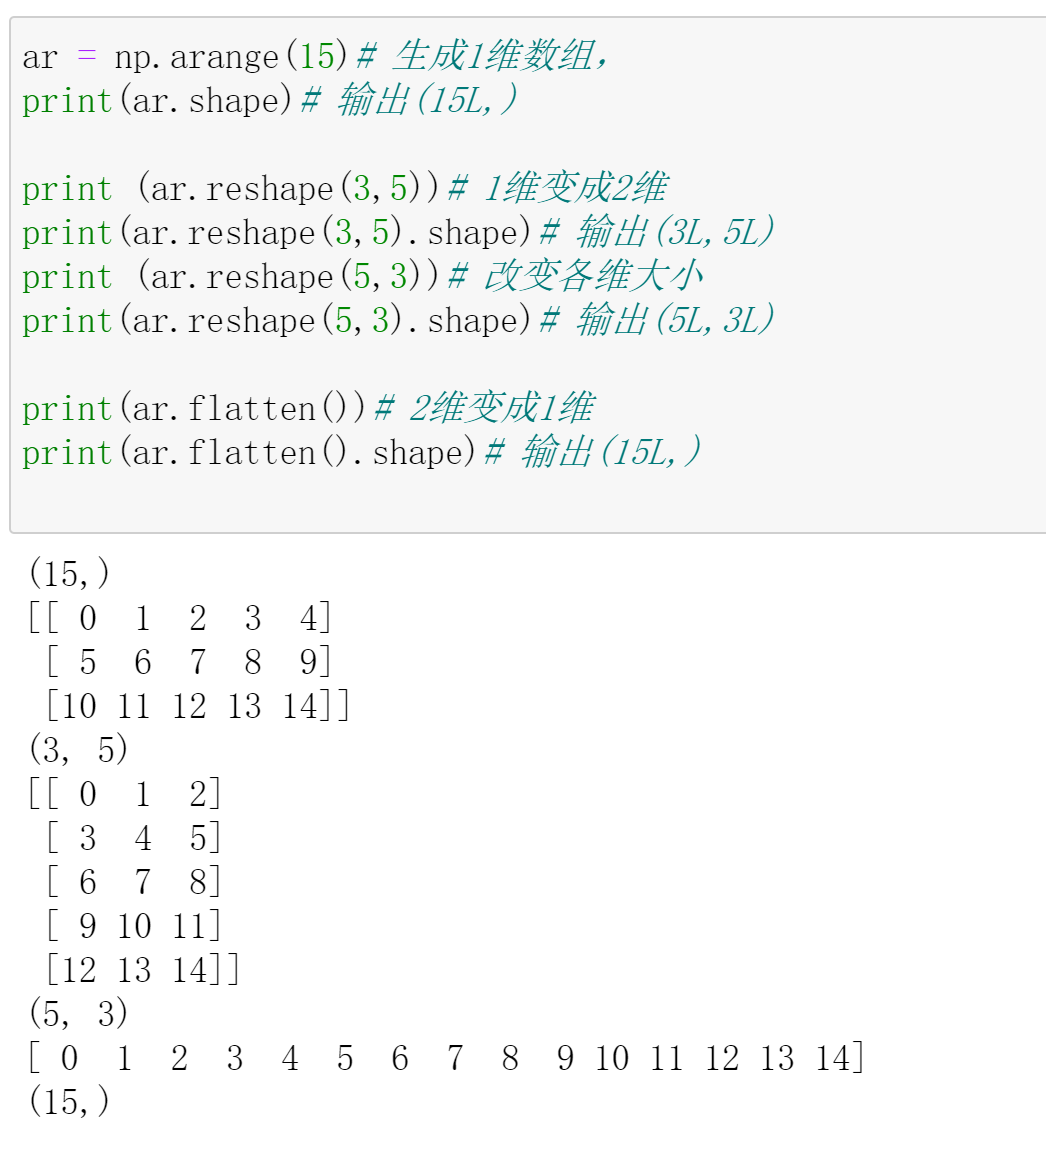 ar = np.arange(15)# 生成1维数组,
print(ar.shape)# 输出(15L,)
print (ar.reshape(3,5))# 1维变成2维
print(ar.reshape(3,5).shape)# 输出(3L,5L)
print (ar.reshape(5,3))# 改变各维大小
print(ar.reshape(5,3).shape)# 输出(5L,3L)
print(ar.flatten())# 2维变成1维
print(ar.flatten().shape)# 输出(15L,)
(15,)
[[ 0  1  2  3  4]
 [ 5  6  7  8  9]
 [10 11 12 13 14]]
(3, 5)
[[ 0  1  2]
 [ 3  4  5]
 [ 6  7  8]
 [ 9 10 11]
 [12 13 14]]
(5, 3)
[ 0  1  2  3  4  5  6  7  8  9 10 11 12 13 14]
(15,)